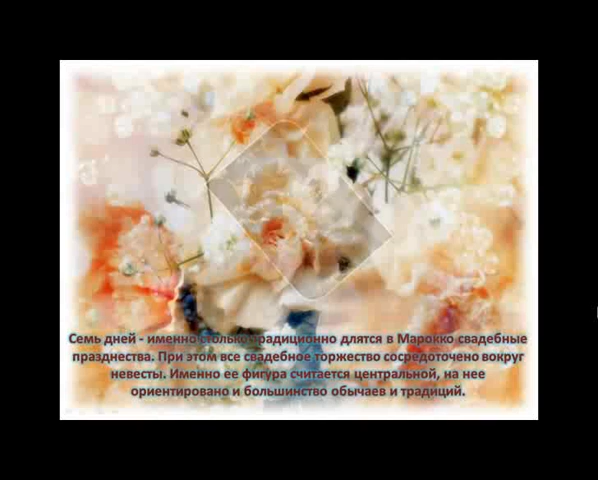 Семь дней - именно столько традиционно длятся в Марокко свадебные
празднества. При этом все свадебное торжество сосредоточено вокруг
невесты. Именно ее фигура считается центральной, на нее
ориентировано и большинство обычаев и традиций.